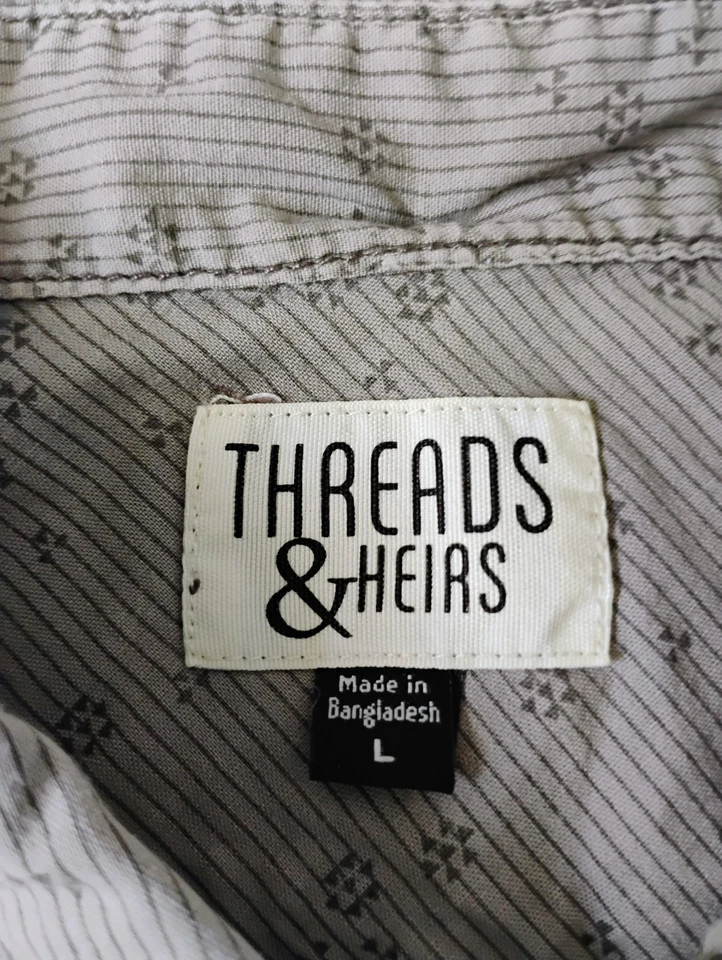 THREADS
& HEIRS
Made in
Bangladesh
L